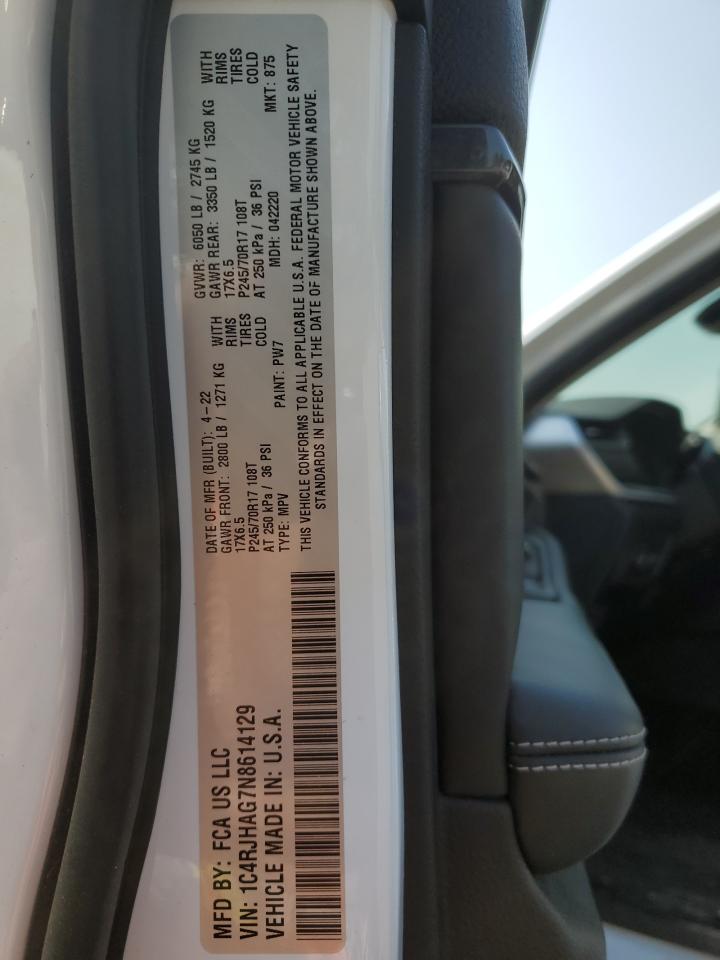 MFD BY: FCA US LLC
VIN: 1C4RJHAG7N8614129
VEHICLE MADE IN: U.S.A.
DATE OF MFR (BUILT): 4-22 GVWR: 6050 LB / 2745 KG
GAWR FRONT: 2800 LB / 1271 KG WITH GAWR REAR: 3350 LB / 1520 KG WITH
17X6.5 RIMS 17X6.5 RIMS
P245/70R17 108T TIRES P245/70R17 108T TIRES
AT 250 kPa / 36 PSI COLD AT 250 kPa / 36 PSI COLD
TYPE: MPV PAINT: PW7 MDH: 042220 MKT: 875
THIS VEHICLE CONFORMS TO ALL APPLICABLE U.S.A. FEDERAL MOTOR VEHICLE SAFETY
STANDARDS IN EFFECT ON THE DATE OF MANUFACTURE SHOWN ABOVE.